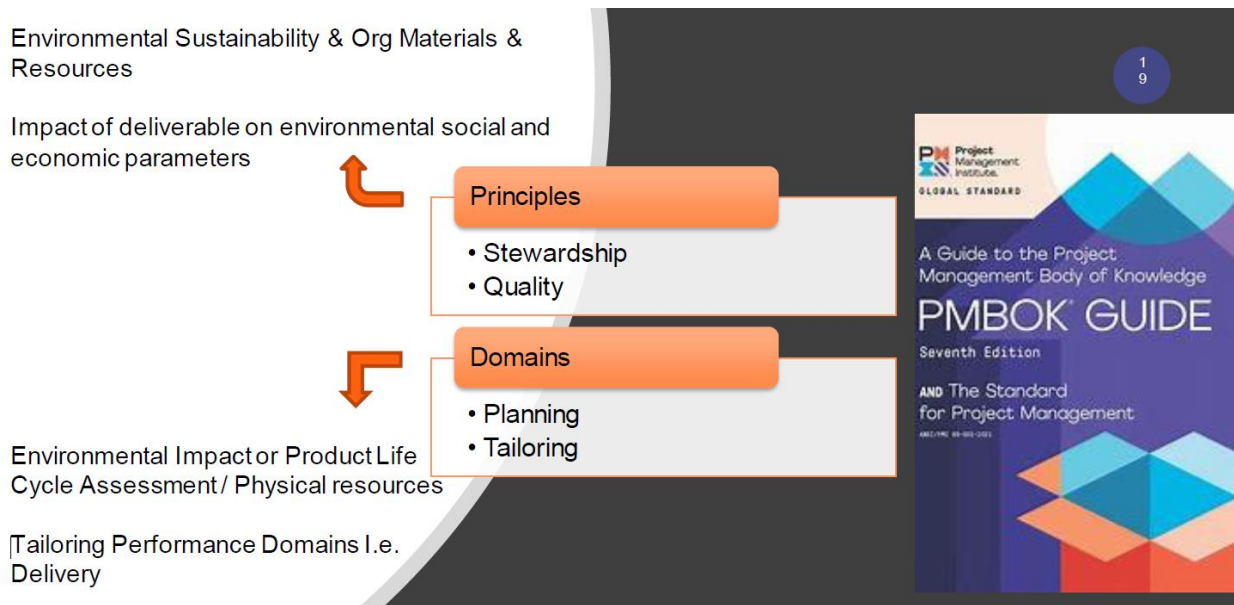 Environmental Sustainability & Org Materials &
Resources
Impact of deliverable on environmental social and
economic parameters
Principles
• Stewardship
• Quality
Domains
• Planning
• Tailoring
Environmental Impact or Product Life
Cycle Assessment / Physical resources
Tailoring Performance Domains I.e.
Delivery
1
9
Project
Management
Institute.
GLOBAL STANDARD
A Guide to the Project
Management Body of Knowledge
PMBOK® GUIDE
Seventh Edition
AND The Standard
for Project Management